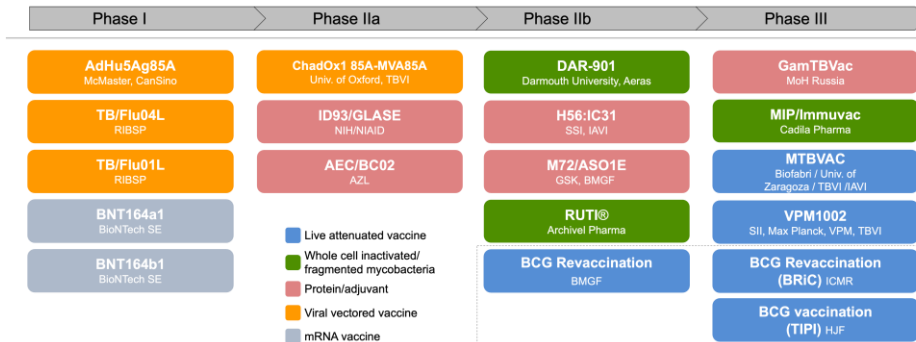 Phase I
Phase IIa
Phase IIb
Phase III
AdHu5Ag85A
McMaster, CanSino
TB/Flu04L
RIBSP
TB/Flu01L
RIBSP
BNT164a1
BioNTech SE
BNT164b1
BioNTech SE
ChadOx1 85A-MVA85A
Univ. of Oxford, TBVI
ID93/GLASE
NIH/NIAID
AEC/BC02
AZL
Live attenuated vaccine
Whole cell inactivated/
fragmented mycobacteria
Protein/adjuvant
Viral vectored vaccine
mRNA vaccine
DAR-901
Darmouth University, Aeras
H56:IC31
SSI, IAVI
M72/ASO1E
GSK, BMGF
RUTI®
Archivel Pharma
BCG Revaccination
BMGF
GamTBVac
MoH Russia
MIP/Immuvac
Cadila Pharma
MTBVAC
Biofabri / Univ. of
Zaragoza / TBVI /IAVI
VPM1002
SII, Max Planck, VPM, TBVI
BCG Revaccination
(BRiC) ICMR
BCG vaccination
(TIPI) HJF